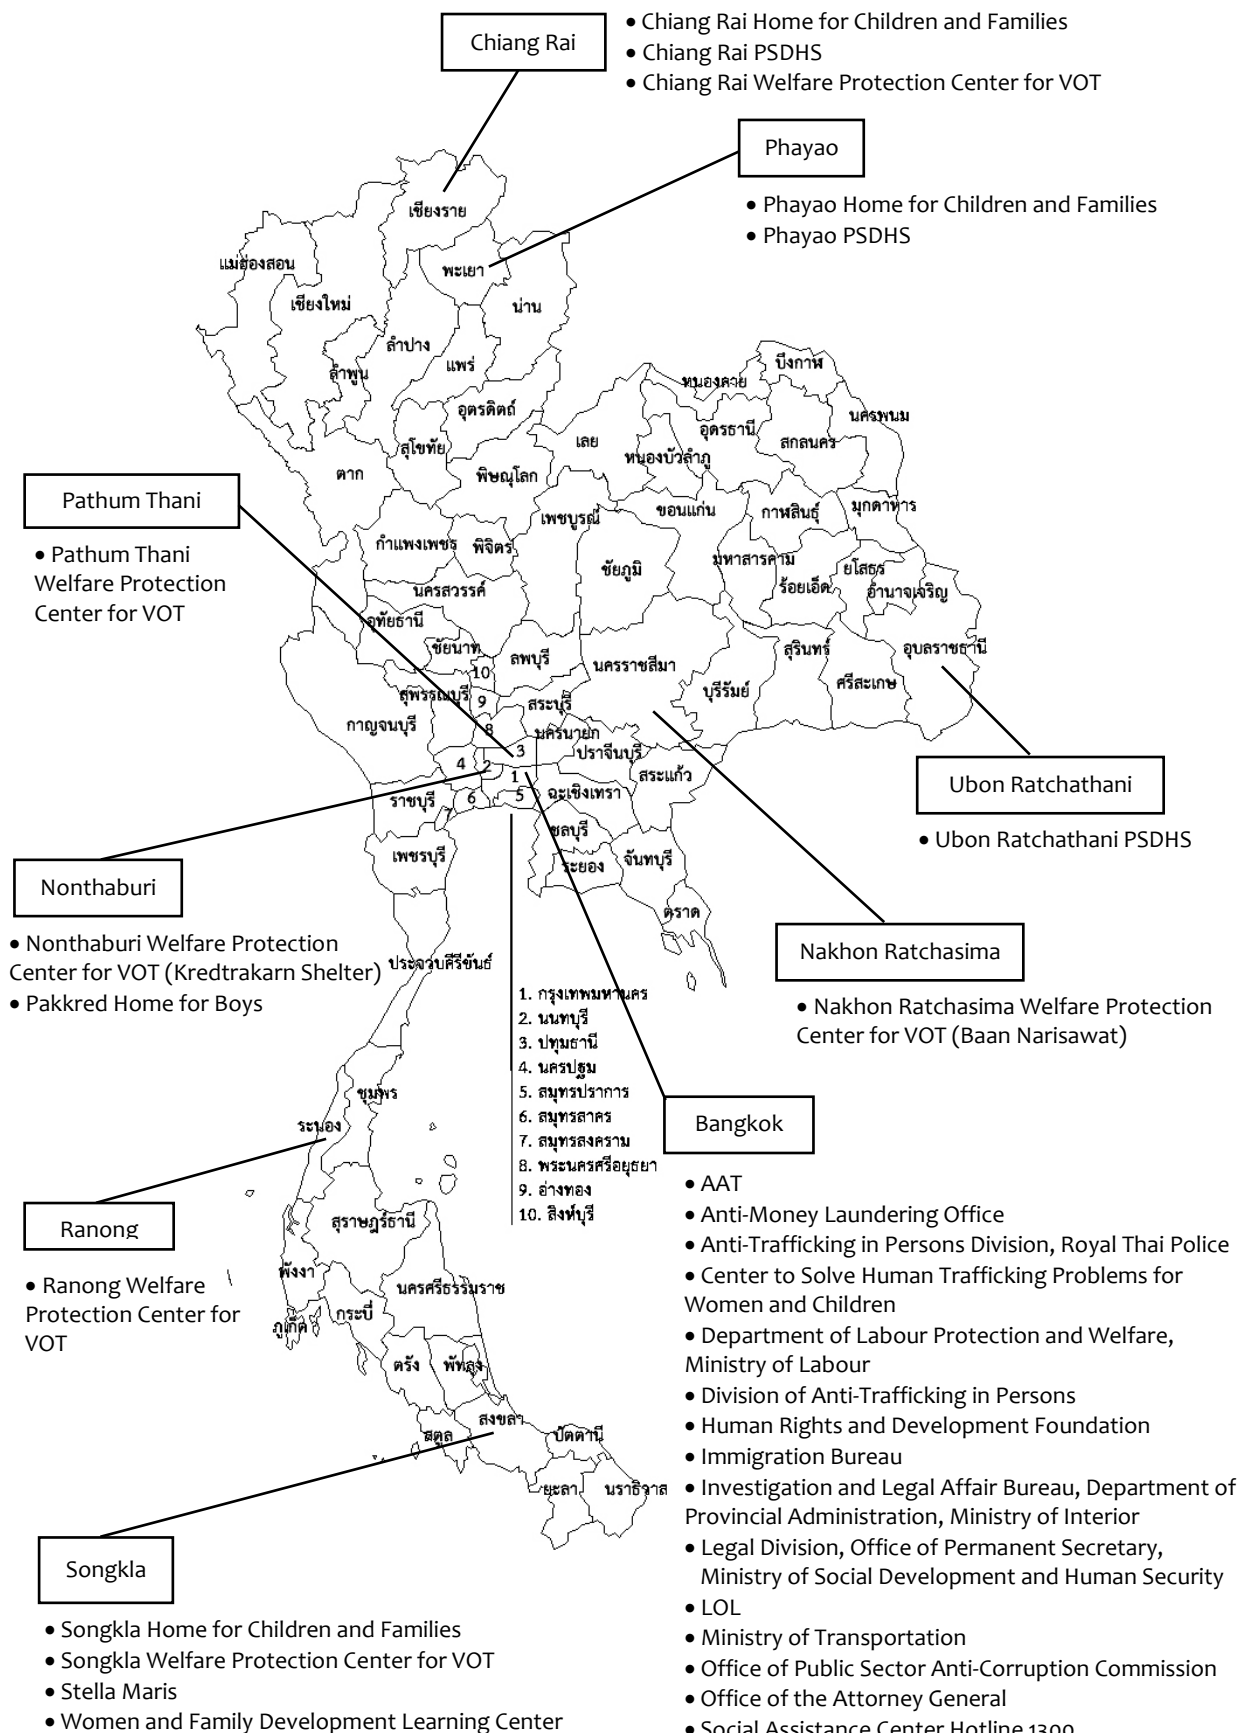 Chiang Rai
• Chiang Rai Home for Children and Families
• Chiang Rai PSDHS
• Chiang Rai Welfare Protection Center for VOT
Phayao
• Phayao Home for Children and Families
• Phayao PSDHS
เชียงราย
พะเยา
แม่ฮ่องสอน
เชียงใหม่
น่าน
ลำปาง
ลำพูน
แพร่
อุตรดิตถ์
สุโขทัย
ตาก
พิษณุโลก
บึงกาฬ
หนองคาย
นครพนม
อุดรธานี
เลย
สกลนคร
หนองบัวลำภู
Pathum Thani
• Pathum Thani
Welfare Protection
Center for VOT
เพชรบูรณ์
ขอนแก่น
กาฬสินธุ์
มุกดาหาร
กำแพงเพชร
พิจิตร
ชัยภูมิ
มหาสารคาม
ร้อยเอ็ด
ยโสธร
อำนาจเจริญ
นครสวรรค์
อุทัยธานี
ชัยนาท
ลพบุรี
นครราชสีมา
สุรินทร์
อุบลราชธานี
บุรีรัมย์
ศรีสะเกษ
10
สุพรรณบุรี
9
สระบุรี
กาญจนบุรี
8
นครนายก
3
ปราจีนบุรี
4
2
1
สระแก้ว
ราชบุรี
6
5
ฉะเชิงเทรา
7
ชลบุรี
เพชรบุรี
ระยอง
จันทบุรี
ตราด
Ubon Ratchathani
• Ubon Ratchathani PSDHS
Nonthaburi
• Nonthaburi Welfare Protection
Center for VOT (Kredtrakarn Shelter)
• Pakkred Home for Boys
Nakhon Ratchasima
• Nakhon Ratchasima Welfare Protection
Center for VOT (Baan Narisawat)
ประจวบคีรีขันธ์
1. กรุงเทพมหานคร
2. นนทบุรี
3. ปทุมธานี
4. นครปฐม
5. สมุทรปราการ
6. สมุทรสาคร
7. สมุทรสงคราม
8. พระนครศรีอยุธยา
9. อ่างทอง
10. สิงห์บุรี
ชุมพร
ระนอง
Ranong
• Ranong Welfare
Protection Center for
VOT
สุราษฎร์ธานี
พังงา
นครศรีธรรมราช
กระบี่
ภูเก็ต
ตรัง
พัทลุง
สงขลา
สตูล
ปัตตานี
ยะลา
นราธิวาส
Songkla
• Songkla Home for Children and Families
• Songkla Welfare Protection Center for VOT
• Stella Maris
• Women and Family Development Learning Center
Bangkok
• AAT
• Anti-Money Laundering Office
• Anti-Trafficking in Persons Division, Royal Thai Police
• Center to Solve Human Trafficking Problems for
Women and Children
• Department of Labour Protection and Welfare,
Ministry of Labour
• Division of Anti-Trafficking in Persons
• Human Rights and Development Foundation
• Immigration Bureau
• Investigation and Legal Affair Bureau, Department of
Provincial Administration, Ministry of Interior
• Legal Division, Office of Permanent Secretary,
Ministry of Social Development and Human Security
• LOL
• Ministry of Transportation
• Office of Public Sector Anti-Corruption Commission
• Office of the Attorney General
• Social Assistance Center Hotline 1300